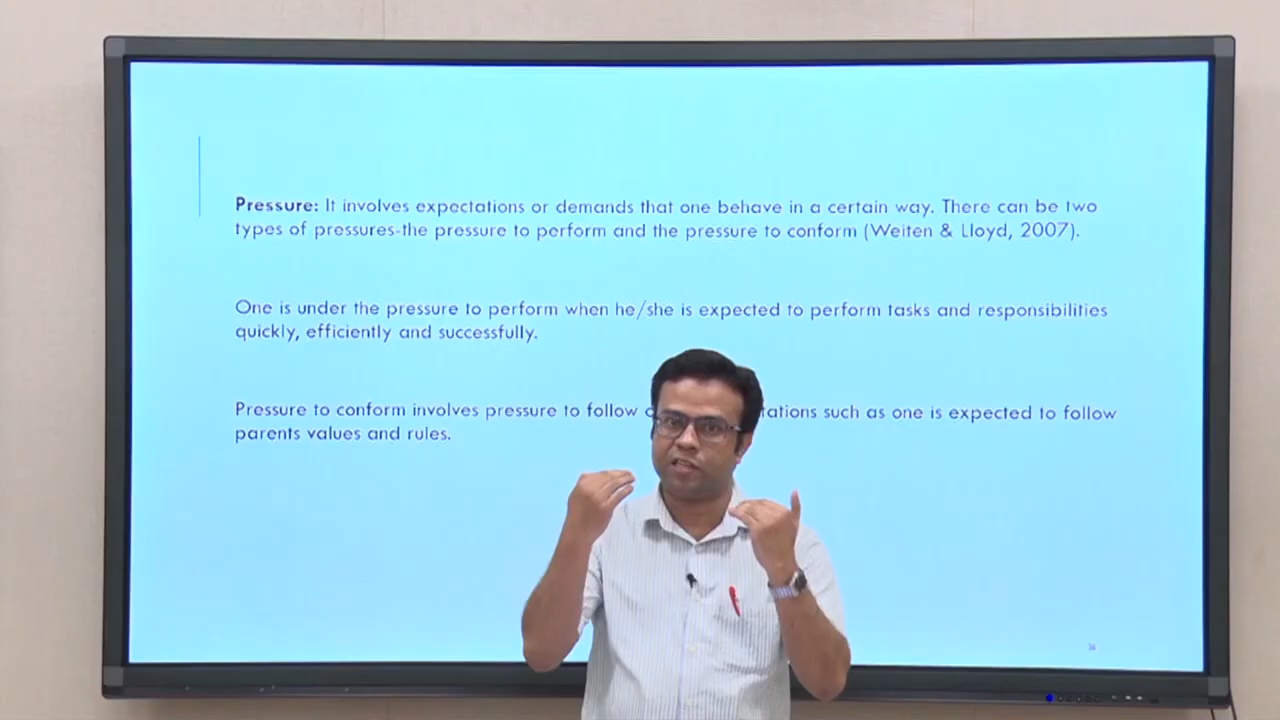 Pressure: It involves expectations or demands that one behave in a certain way. There can be two
types of pressures-the pressure to perform and the pressure to conform (Weiten & Lloyd, 2007).
One is under the pressure to perform when he/she is expected to perform tasks and responsibilities
quickly, efficiently and successfully.
Pressure to conform involves pressure to follow such as one is expected to follow
parents values and rules.